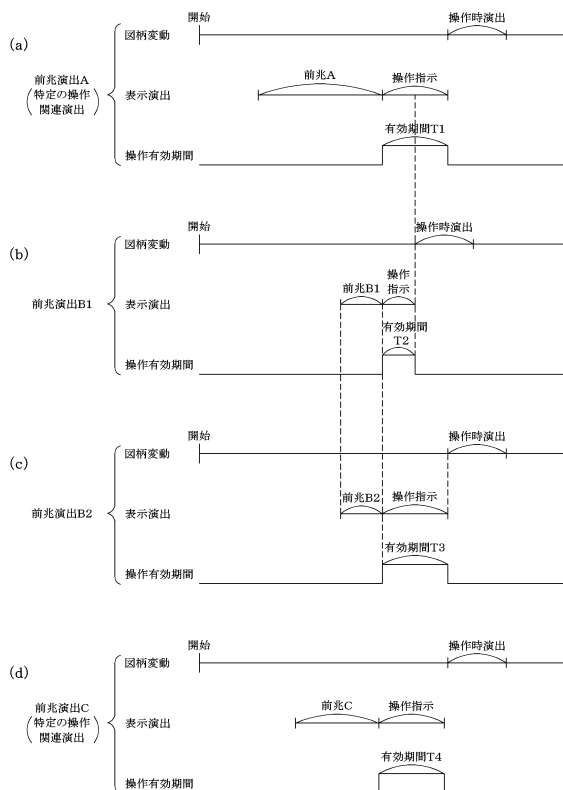 (a)
前兆演出A
(特定の操作
関連演出)
図柄変動
開始
操作時演出
表示演出
前兆A
操作指示
操作有効期間
有効期間T1
(b)
前兆演出B1
図柄変動
開始
操作時演出
表示演出
前兆B1
操作
指示
操作有効期間
有効期間
T2
(c)
前兆演出B2
図柄変動
開始
操作時演出
表示演出
前兆B2
操作指示
操作有効期間
有効期間T3
(d)
前兆演出C
(特定の操作
関連演出)
図柄変動
開始
操作時演出
表示演出
前兆C
操作指示
操作有効期間
有効期間T4